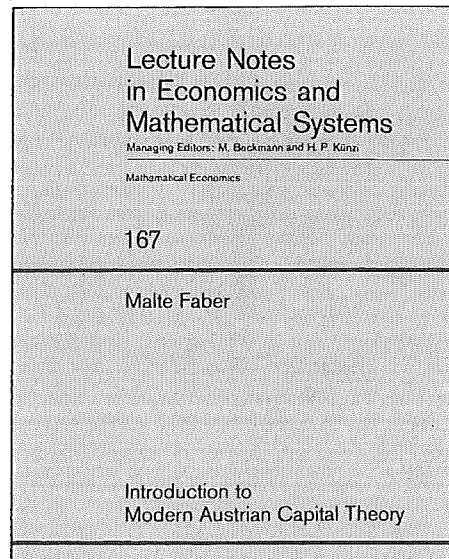 Lecture Notes
in Economics and
Mathematical Systems
Managing Editors: M. Beckmann and H. P. Künzi
Mathematical Economics
167
Malte Faber
Introduction to
Modern Austrian Capital Theory